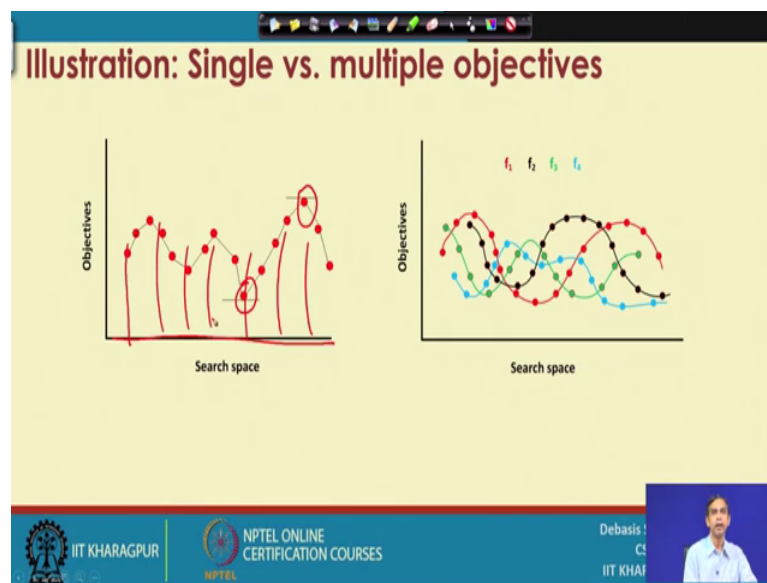 Illustration: Single vs. multiple objectives
Objectives
Search space
f1 f2 f3 f4
Objectives
Search space
IIT KHARAGPUR
NPTEL
NPTEL ONLINE
CERTIFICATION COURSES
Debasis
CS
IIT KHAR